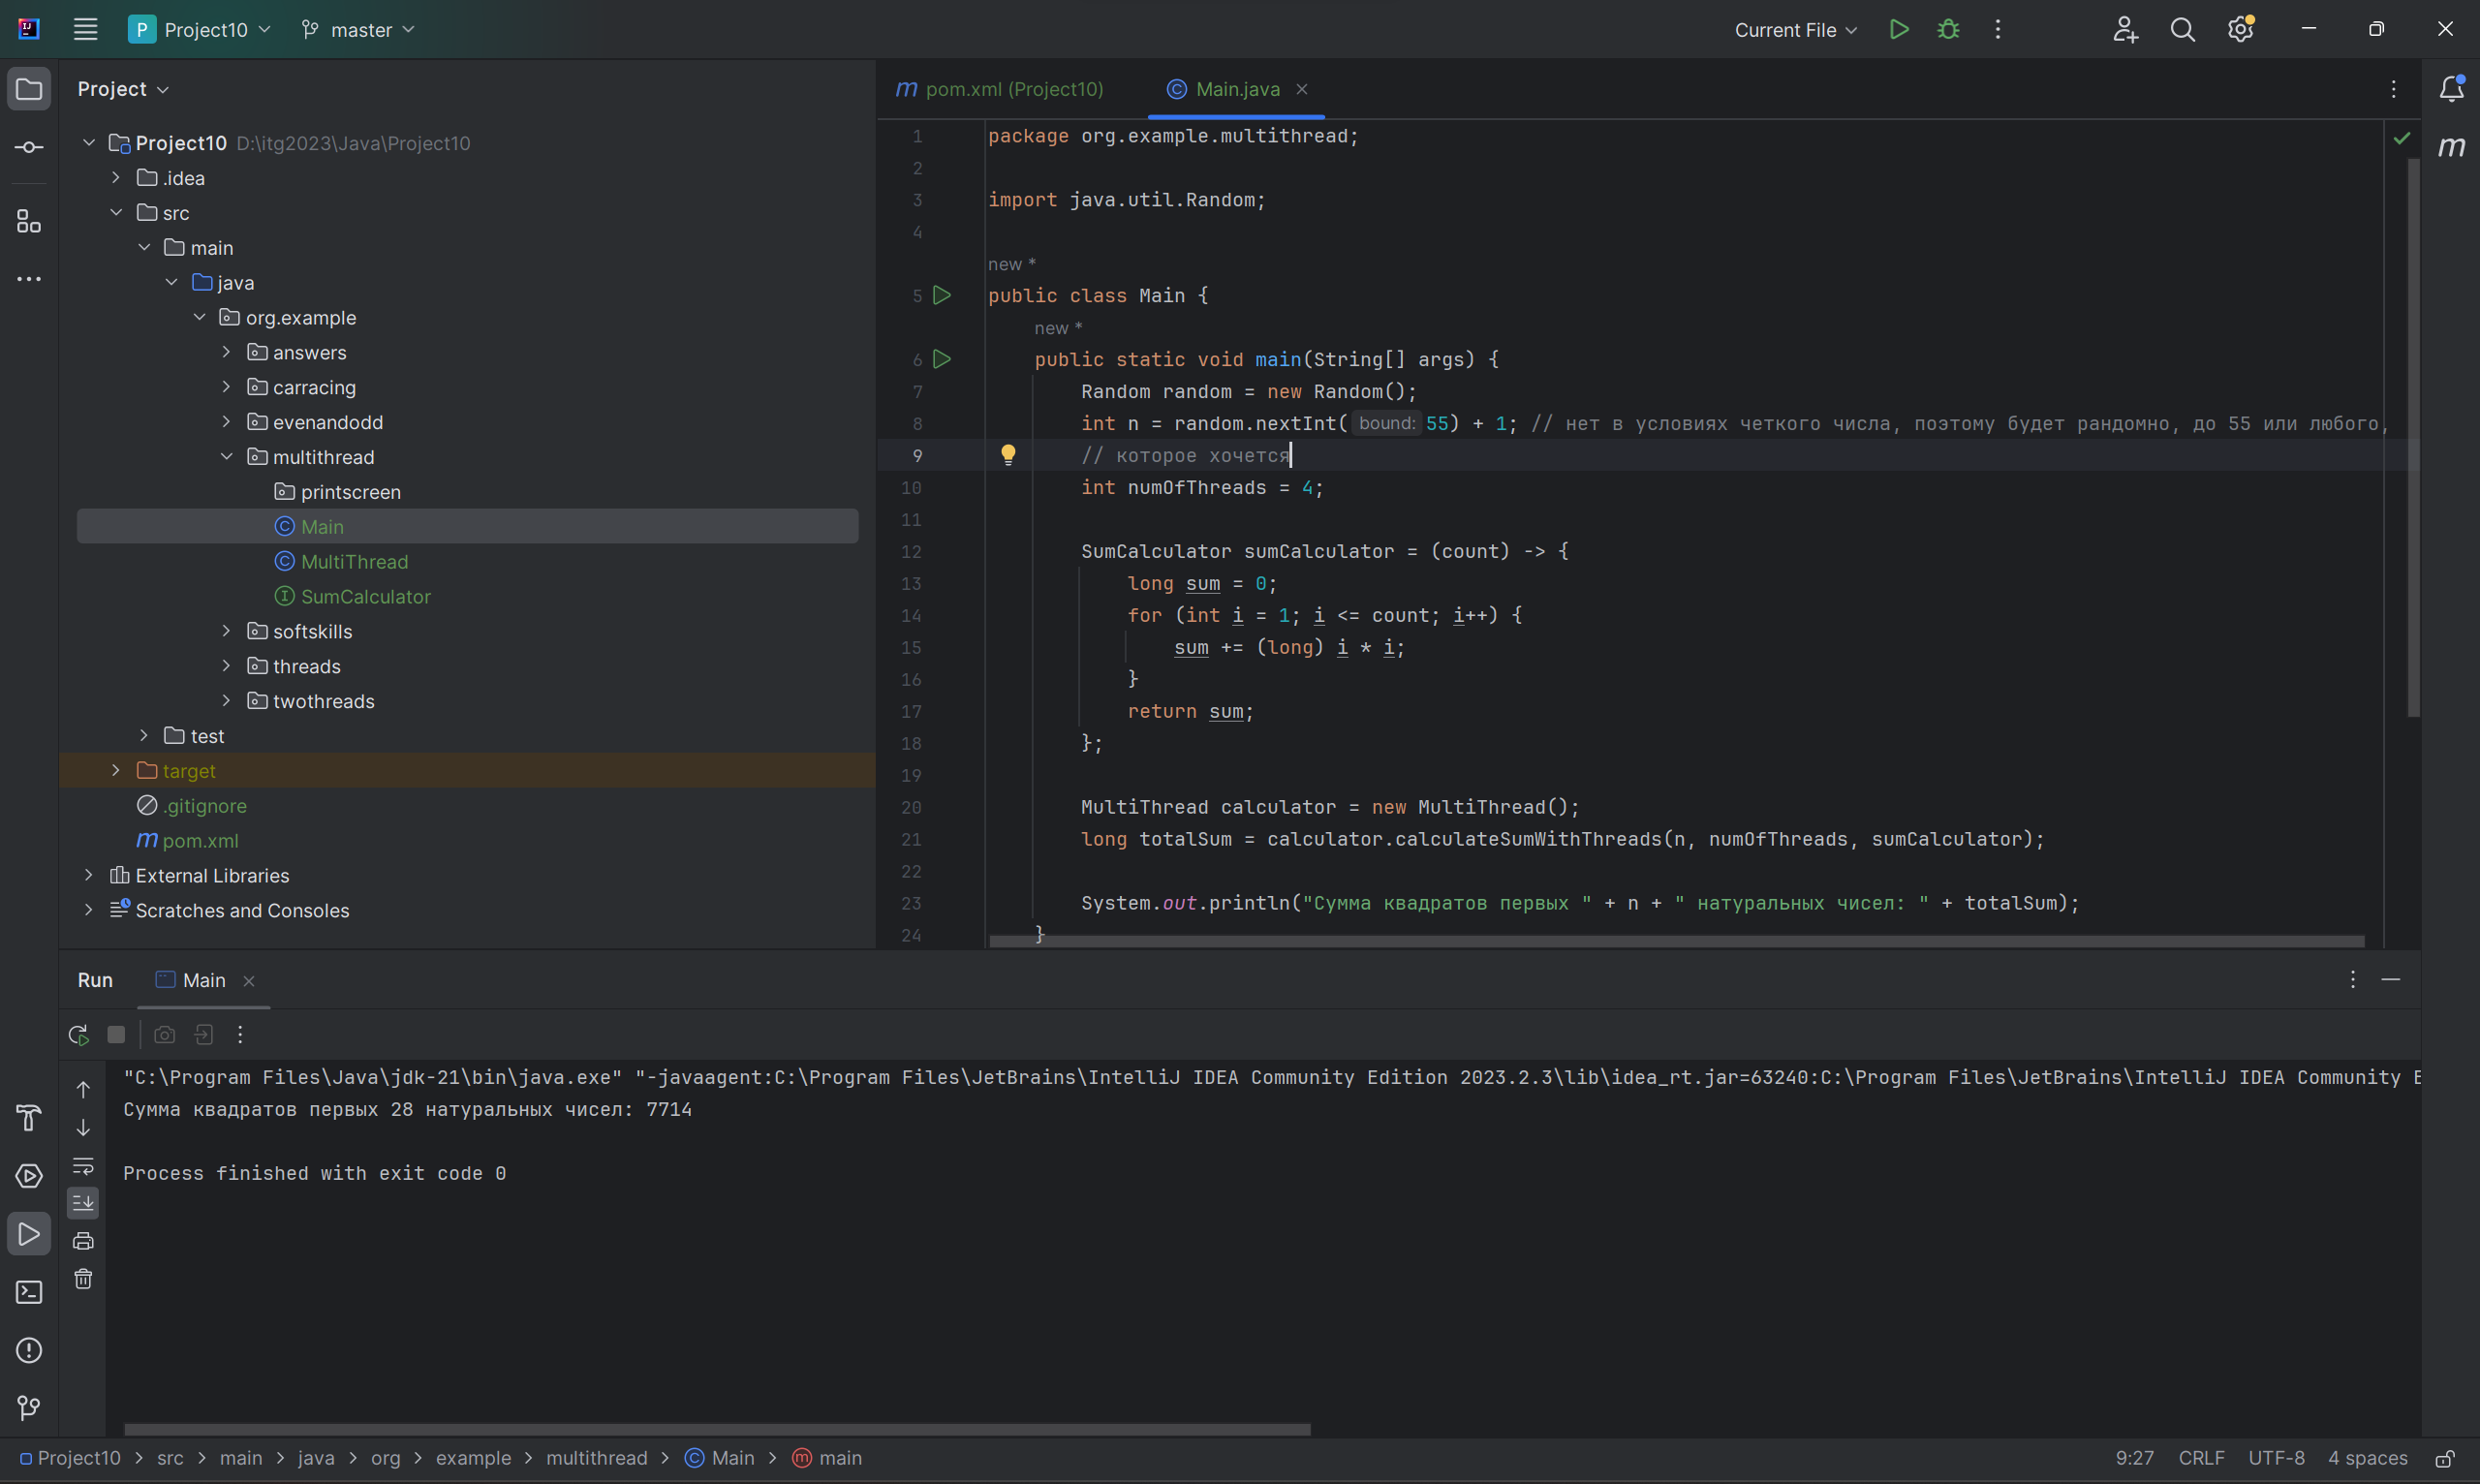 P Project10 master Current File
Project
Project10 D:\itg2023\Java\Project10
.idea
src
main
java
org.example
answers
carracing
evenandodd
multithread
printscreen
Main
MultiThread
SumCalculator
softskills
threads
twothreads
test
target
.gitignore
pom.xml
External Libraries
Scratches and Consoles
pom.xml (Project10) Main.java
1 package org.example.multithread;
2
3 import java.util.Random;
4
new *
5 public class Main {
new *
6 public static void main(String[] args) {
7 Random random = new Random();
8 int n = random.nextInt( bound: 55) + 1; // нет в условиях четкого числа, поэтому будет рандомно, до 55 или любого,
9 // которое хочется
10 int numOfThreads = 4;
11
12 SumCalculator sumCalculator = (count) -> {
13 long sum = 0;
14 for (int i = 1; i <= count; i++) {
15 sum += (long) i * i;
16 }
17 return sum;
18 };
19
20 MultiThread calculator = new MultiThread();
21 long totalSum = calculator.calculateSumWithThreads(n, numOfThreads, sumCalculator);
22
23 System.out.println("Сумма квадратов первых " + n + " натуральных чисел: " + totalSum);
24 }
Run Main
"C:\Program Files\Java\jdk-21\bin\java.exe" "-javaagent:C:\Program Files\JetBrains\IntelliJ IDEA Community Edition 2023.2.3\lib\idea_rt.jar=63240:C:\Program Files\JetBrains\IntelliJ IDEA Community E
Сумма квадратов первых 28 натуральных чисел: 7714
Process finished with exit code 0
Project10 > src > main > java > org > example > multithread > Main > main 9:27 CRLF UTF-8 4 spaces